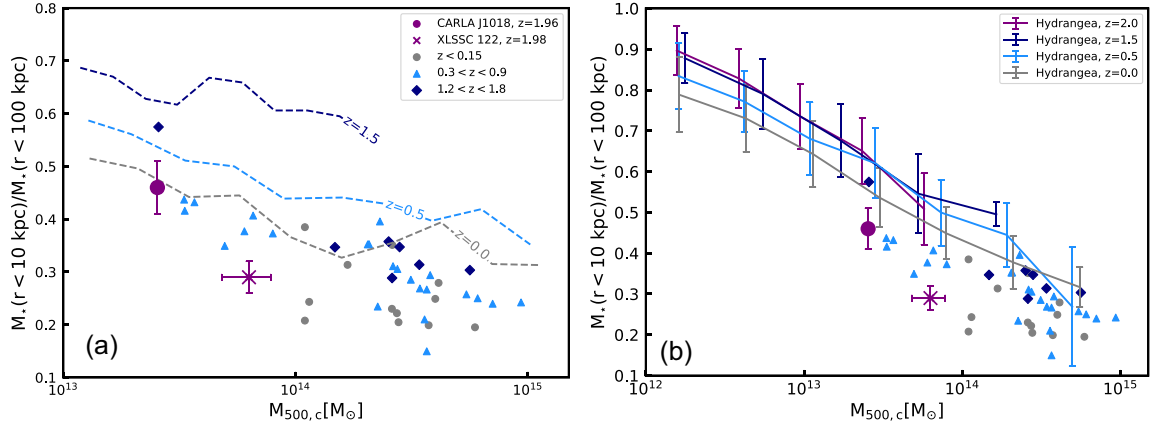 0.8
0.7
0.6
0.5
0.4
0.3
0.2
0.1
M⋆(r < 10 kpc)/M⋆(r < 100 kpc)
CARLA J1018, z=1.96
XLSSC 122, z=1.98
z < 0.15
0.3 < z < 0.9
1.2 < z < 1.8
z=1.5
z=0.5
z=0.0
(a)
10¹³
10¹⁴
10¹⁵
M₅₀₀,c[M⊙]
1.0
0.9
0.8
0.7
0.6
0.5
0.4
0.3
0.2
0.1
M⋆(r < 10 kpc)/M⋆(r < 100 kpc)
Hydrangea, z=2.0
Hydrangea, z=1.5
Hydrangea, z=0.5
Hydrangea, z=0.0
(b)
10¹²
10¹³
10¹⁴
10¹⁵
M₅₀₀,c[M⊙]